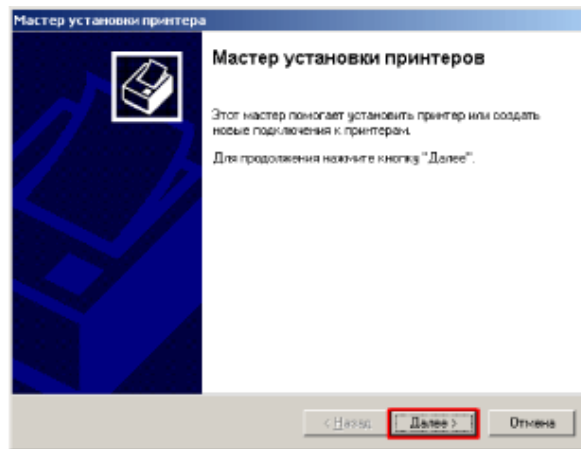 Мастер установки принтера
Мастер установки принтеров
Этот мастер помогает установить принтер или создать
новые подключения к принтерам.
Для продолжения нажмите кнопку "Далее".
< Назад
Далее >
Отмена